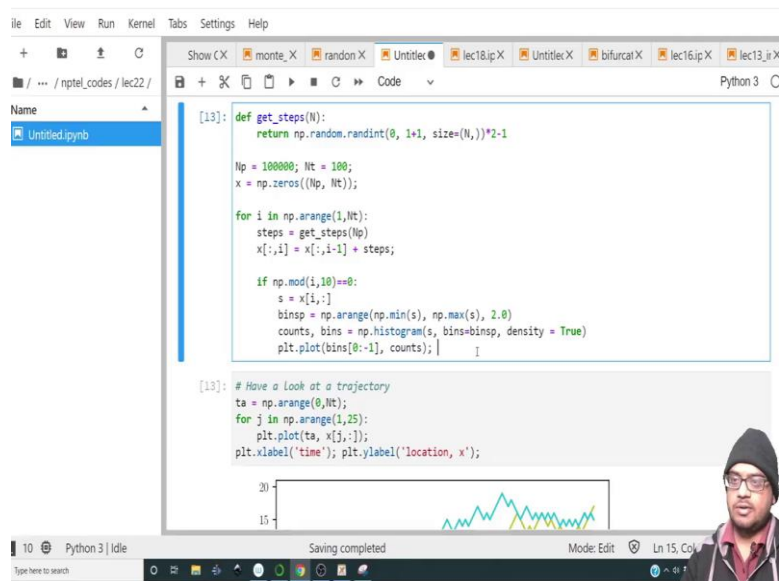 ile Edit View Run Kernel Tabs Settings Help
Show C X monte_ X randon X Untitlec lec18.ip X Untitlec X bifurcat X lec16.ip X lec13_ir X
/ ··· / nptel_codes / lec22 /
Code
Python 3
Name
Untitled.ipynb
[13]: def get_steps(N):
return np.random.randint(0, 1+1, size=(N,))*2-1
Np = 100000; Nt = 100;
x = np.zeros((Np, Nt));
for i in np.arange(1,Nt):
steps = get_steps(Np)
x[:,i] = x[:,i-1] + steps;
if np.mod(i,10)==0:
s = x[i,:]
binsp = np.arange(np.min(s), np.max(s), 2.0)
counts, bins = np.histogram(s, bins=binsp, density = True)
plt.plot(bins[0:-1], counts);
[13]: # Have a look at a trajectory
ta = np.arange(0,Nt);
for j in np.arange(1,25):
plt.plot(ta, x[j,:]);
plt.xlabel('time'); plt.ylabel('location, x');
20
15
10 Python 3 | Idle Saving completed Mode: Edit Ln 15, Col
Type here to search